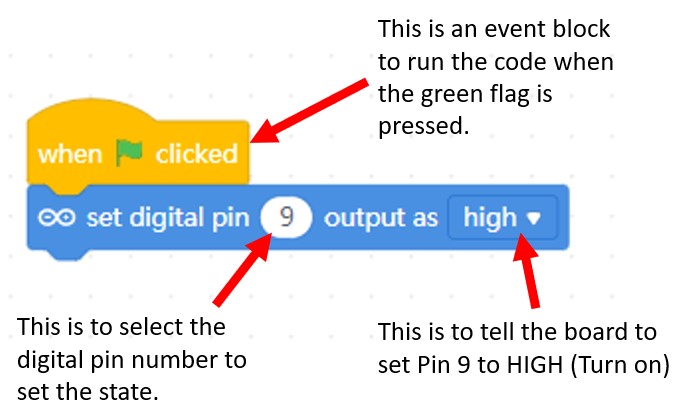 This is an event block
to run the code when
the green flag is
pressed.
when clicked
set digital pin 9 output as high
This is to select the
digital pin number to
set the state.
This is to tell the board to
set Pin 9 to HIGH (Turn on)